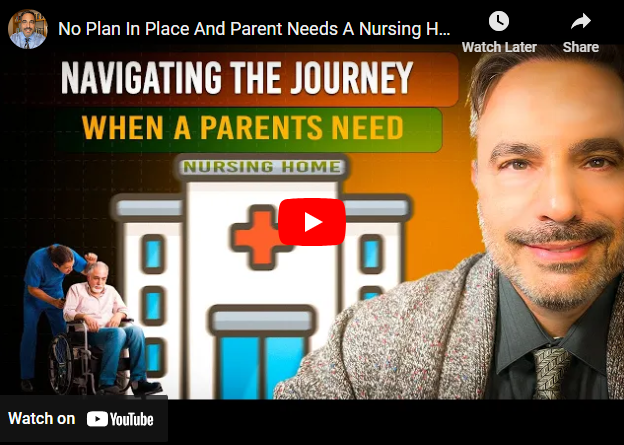 No Plan In Place And Parent Needs A Nursing H...
Watch Later
Share
NAVIGATING THE JOURNEY
WHEN A PARENTS NEED
NURSING HOME
Watch on YouTube